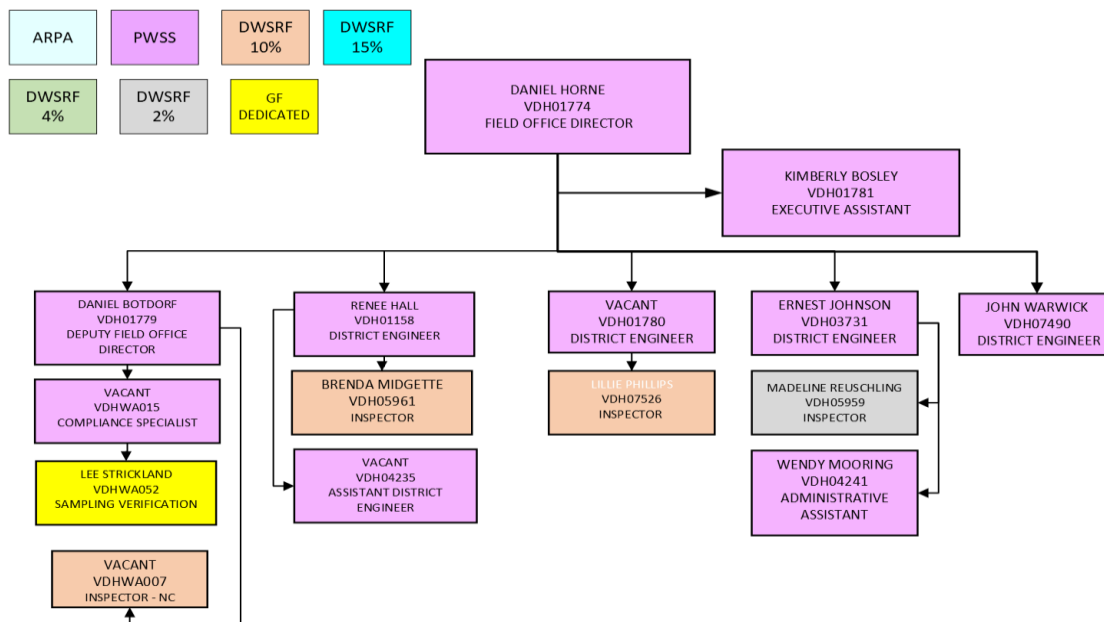 ARPA
PWSS
DWSRF
10%
DWSRF
15%
DWSRF
4%
DWSRF
2%
GF
DEDICATED
DANIEL HORNE
VDH01774
FIELD OFFICE DIRECTOR
KIMBERLY BOSLEY
VDH01781
EXECUTIVE ASSISTANT
DANIEL BOTDORF
VDH01779
DEPUTY FIELD OFFICE
DIRECTOR
RENEE HALL
VDH01158
DISTRICT ENGINEER
VACANT
VDH01780
DISTRICT ENGINEER
ERNEST JOHNSON
VDH03731
DISTRICT ENGINEER
JOHN WARWICK
VDH07490
DISTRICT ENGINEER
VACANT
VDHWA015
COMPLIANCE SPECIALIST
BRENDA MIDGETTE
VDH05961
INSPECTOR
LILLIE PHILLIPS
VDH07526
INSPECTOR
MADELINE REUSCHLING
VDH05959
INSPECTOR
LEE STRICKLAND
VDHWA052
SAMPLING VERIFICATION
VACANT
VDH04235
ASSISTANT DISTRICT
ENGINEER
WENDY MOORING
VDH04241
ADMINISTRATIVE
ASSISTANT
VACANT
VDHWA007
INSPECTOR - NC